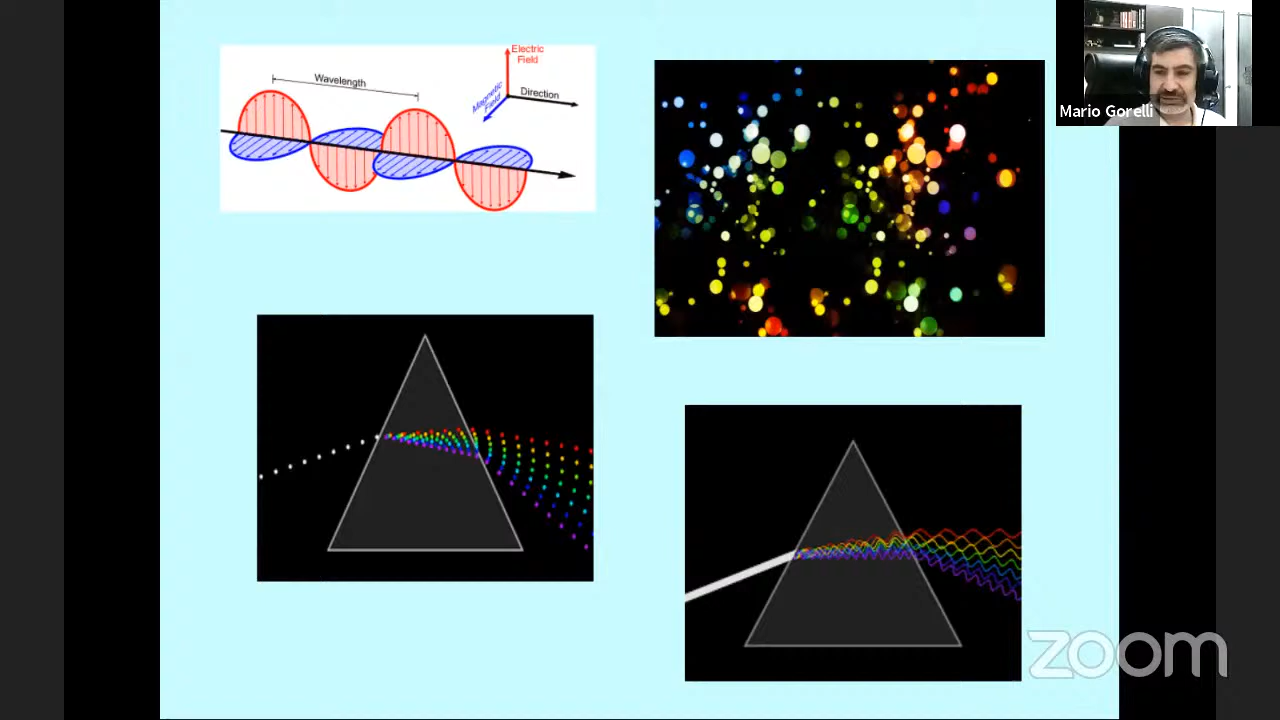 Wavelength
Electric
Field
Magnetic
Field
Direction
Mario Gorelli
zoom